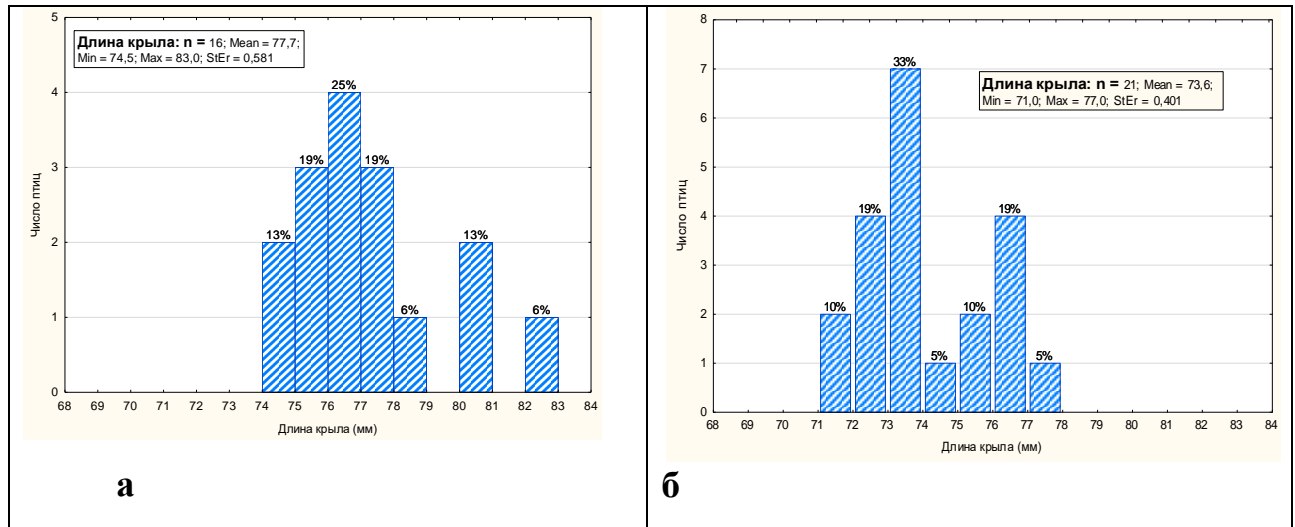 Длина крыла: n = 16; Mean = 77,7;
Min = 74,5; Max = 83,0; StEr = 0,581
5
4
3
2
1
0
Число птиц
13%
19%
25%
19%
6%
13%
6%
68 69 70 71 72 73 74 75 76 77 78 79 80 81 82 83 84
Длина крыла (мм)
а
Длина крыла: n = 21; Mean = 73,6;
Min = 71,0; Max = 77,0; StEr = 0,401
8
7
6
5
4
3
2
1
0
Число птиц
10%
19%
33%
5%
10%
19%
5%
68 69 70 71 72 73 74 75 76 77 78 79 80 81 82 83 84
Длина крыла (мм)
б